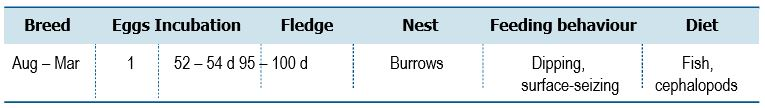 Breed Eggs Incubation Fledge Nest Feeding behaviour Diet
Aug – Mar 1 52 – 54 d 95 – 100 d Burrows Dipping, Fish,
surface-seizing cephalopods